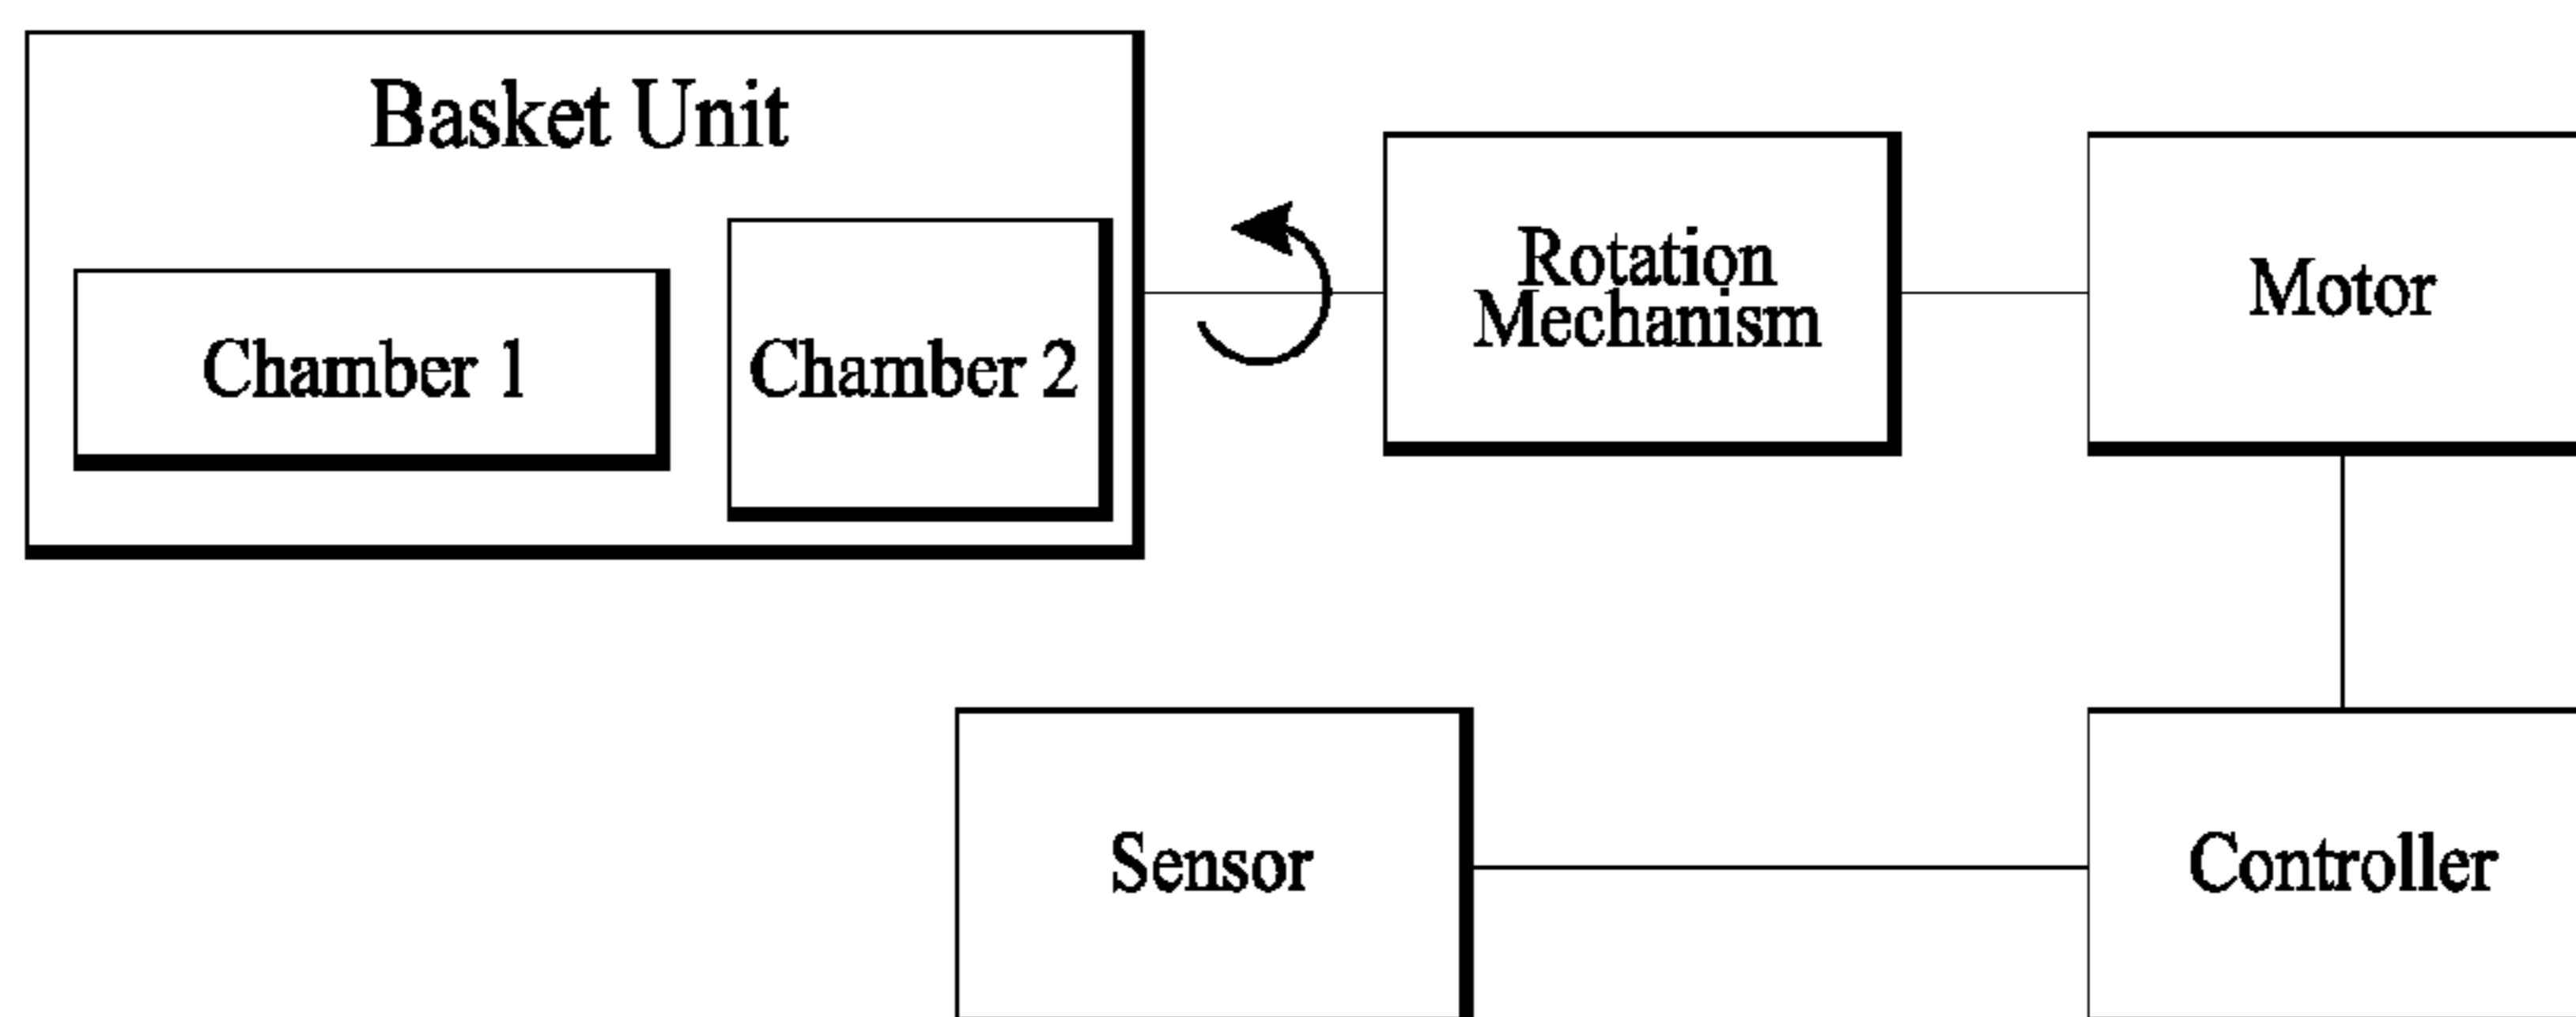 Basket Unit
Chamber 1
Chamber 2
Rotation
Mechanism
Motor
Sensor
Controller